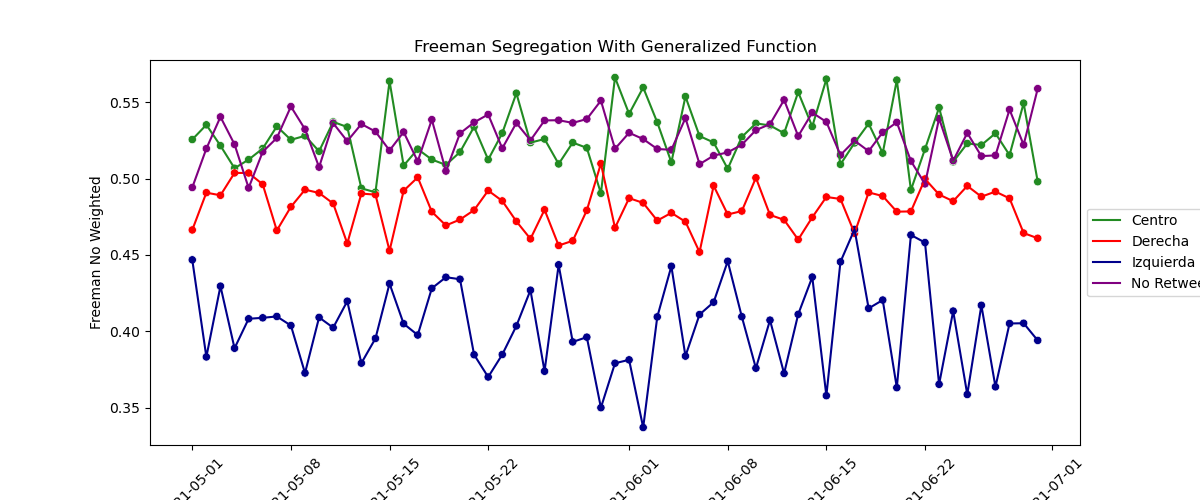 Freeman Segregation With Generalized Function
Freeman No Weighted
0.55
0.50
0.45
0.40
0.35
21-05-01
21-05-08
21-05-15
21-05-22
21-06-01
21-06-08
21-06-15
21-06-22
21-07-01
Centro
Derecha
Izquierda
No Retwee